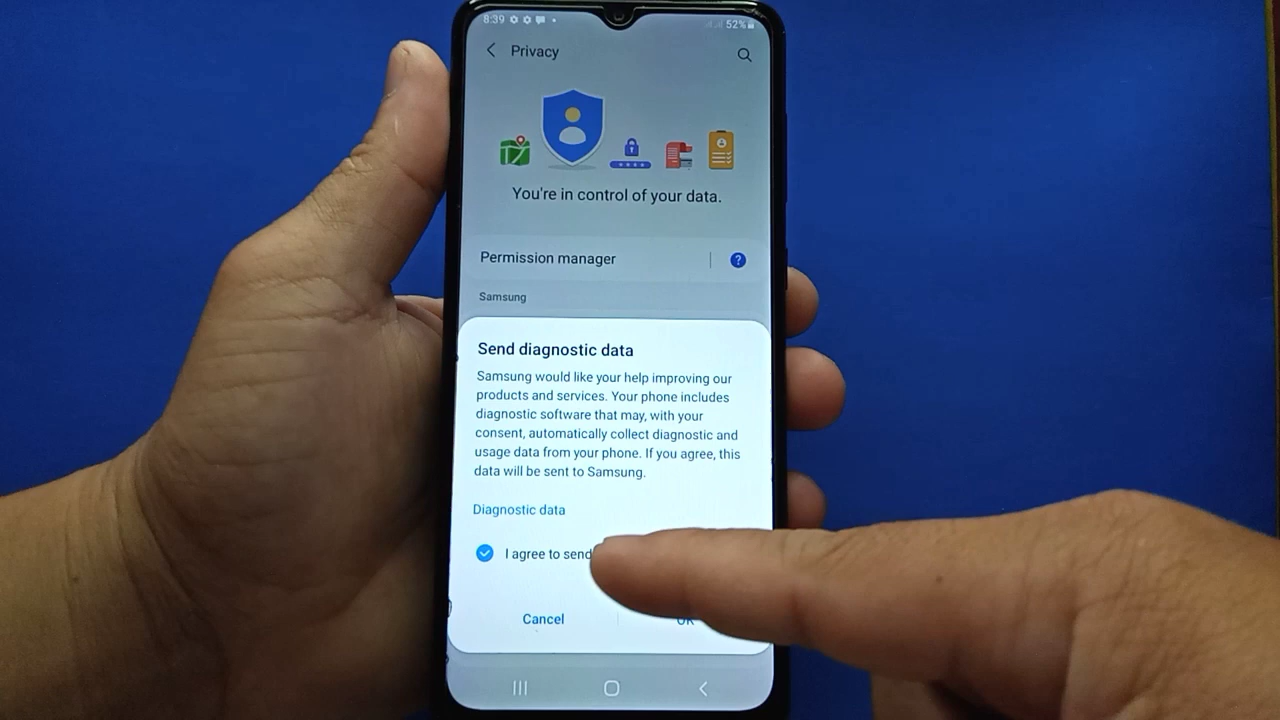 8:39
52%
Privacy
You're in control of your data.
Permission manager
?
Samsung
Send diagnostic data
Samsung would like your help improving our
products and services. Your phone includes
diagnostic software that may, with your
consent, automatically collect diagnostic and
usage data from your phone. If you agree, this
data will be sent to Samsung.
Diagnostic data
I agree to send
Cancel
OK